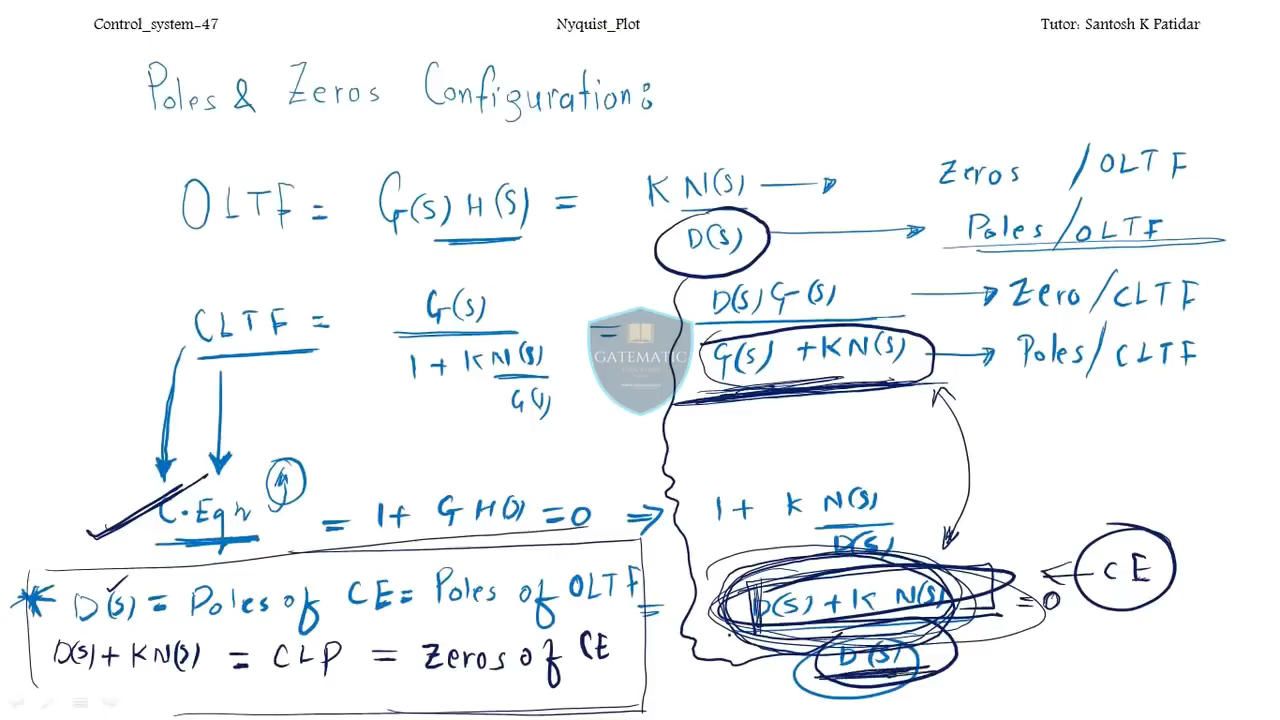 Control_system-47 Nyquist_Plot Tutor: Santosh K Patidar
Poles & Zeros Configuration:
OLTF = G(s) H(s) = K N(s) → Zeros /OLTF
D(s) → Poles /OLTF
CLTF = G(s) = D(s) G(s) → Zero/CLTF
1 + K N(s) G(s) + K N(s) → Poles/CLTF
G(s)
GATEMATIC
C.Eqn = 1 + G H(s) = 0 ⇒ 1 + K N(s)
D(s)
* D(s) = Poles of CE = Poles of OLTF = D(s) + K N(s) = 0 ← CE
D(s) + K N(s) = CLP = Zeros of CE D(s)